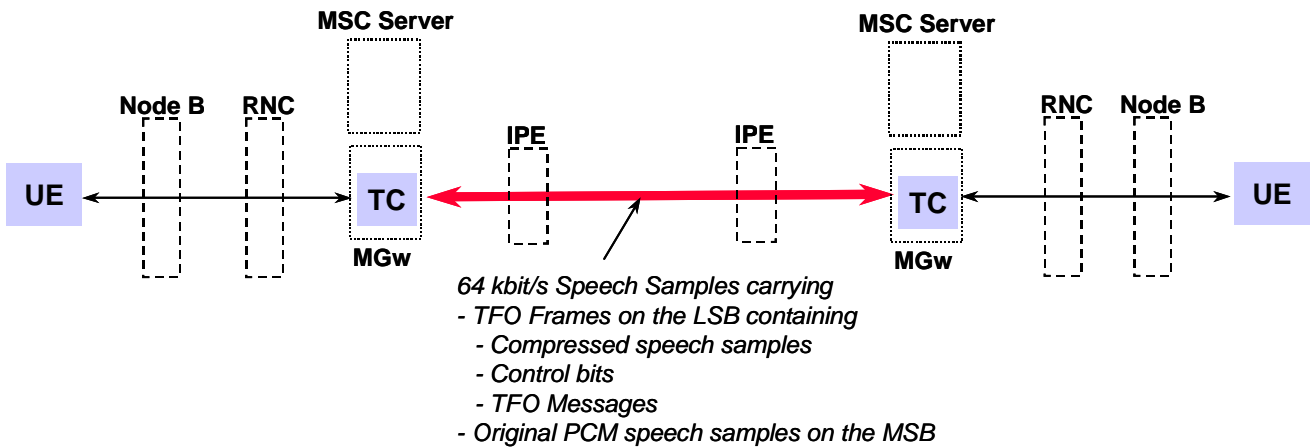 MSC Server
MSC Server
Node B
RNC
RNC
Node B
IPE
IPE
UE
TC
TC
UE
MGw
MGw
64 kbit/s Speech Samples carrying
- TFO Frames on the LSB containing
- Compressed speech samples
- Control bits
- TFO Messages
- Original PCM speech samples on the MSB